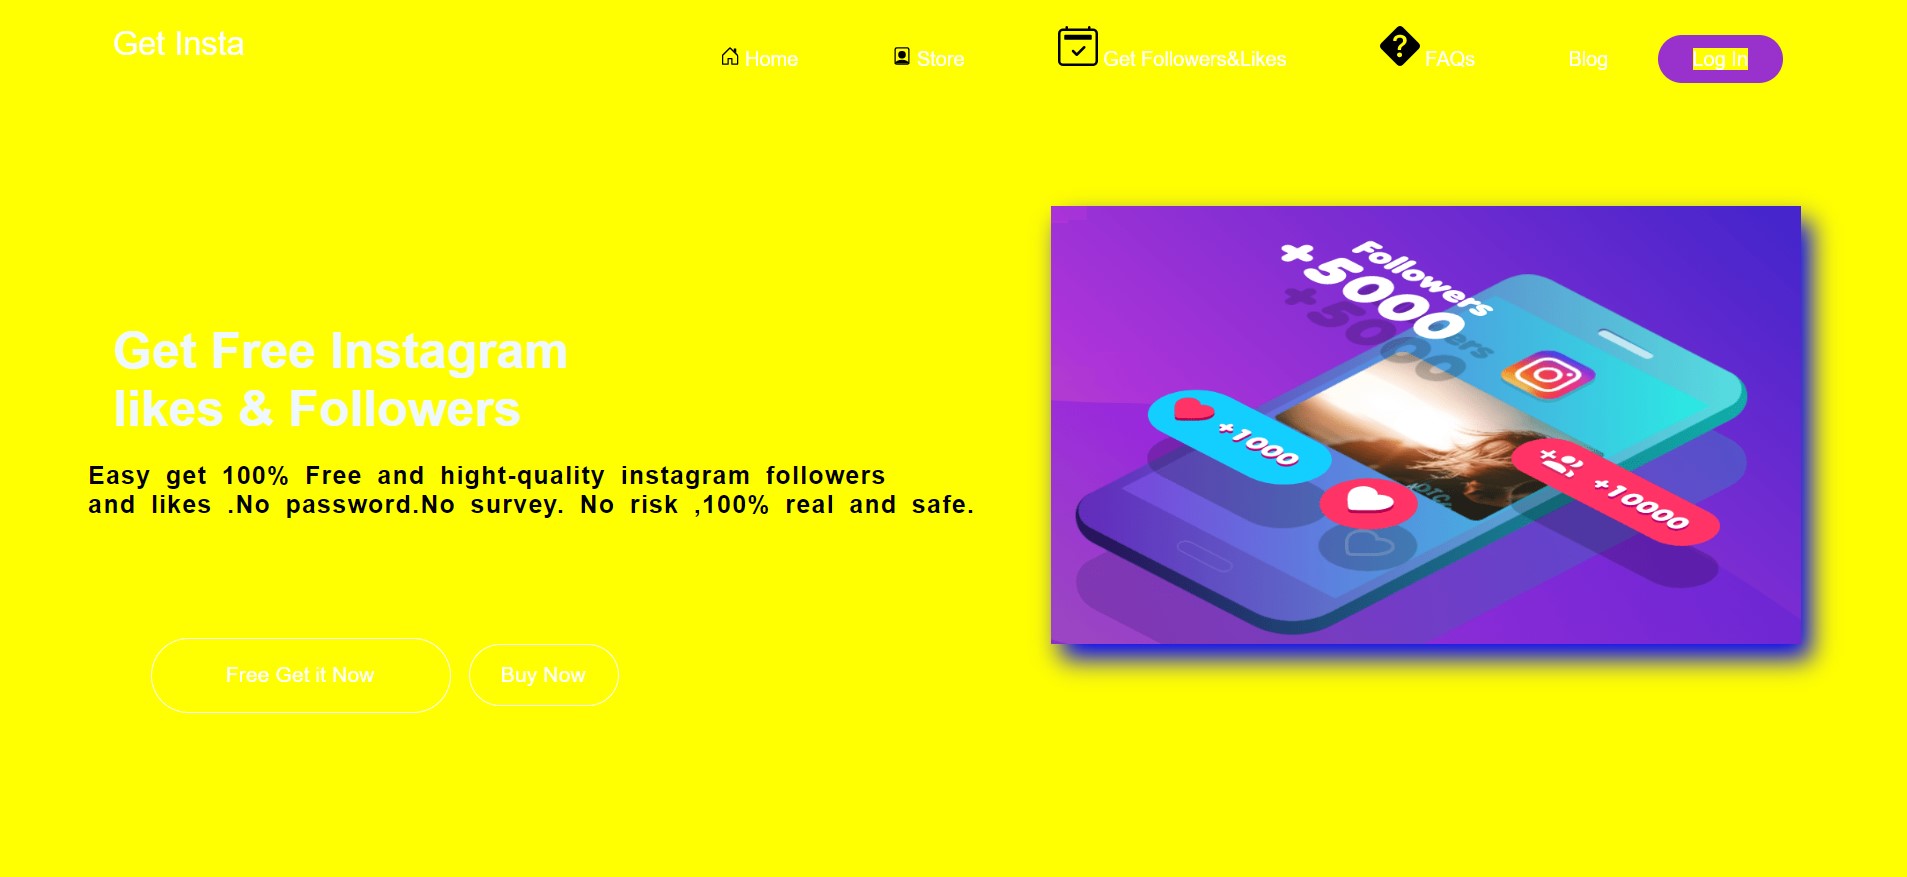 Get Insta
Home
Store
Get Followers&Likes
FAQs
Blog
Log In
Followers
+5000
+1000
+10000
Get Free Instagram
likes & Followers
Easy get 100% Free and hight-quality instagram followers
and likes .No password.No survey. No risk ,100% real and safe.
Free Get it Now
Buy Now